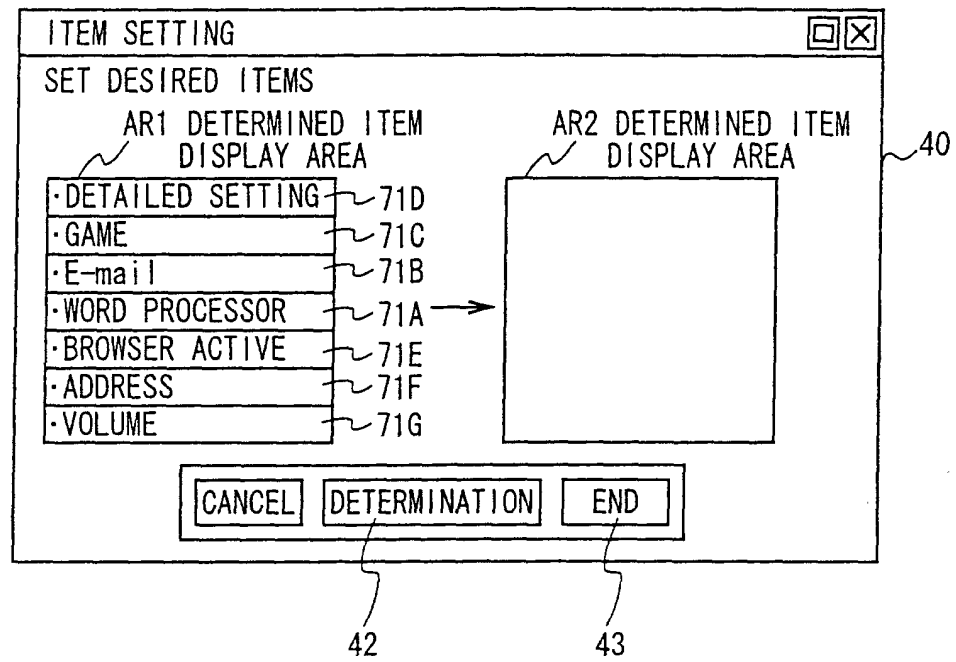 ITEM SETTING
SET DESIRED ITEMS
AR1 DETERMINED ITEM
DISPLAY AREA
AR2 DETERMINED ITEM
DISPLAY AREA
40
·DETAILED SETTING 71D
·GAME 71C
·E-mail 71B
·WORD PROCESSOR 71A
·BROWSER ACTIVE 71E
·ADDRESS 71F
·VOLUME 71G
CANCEL DETERMINATION END
42 43